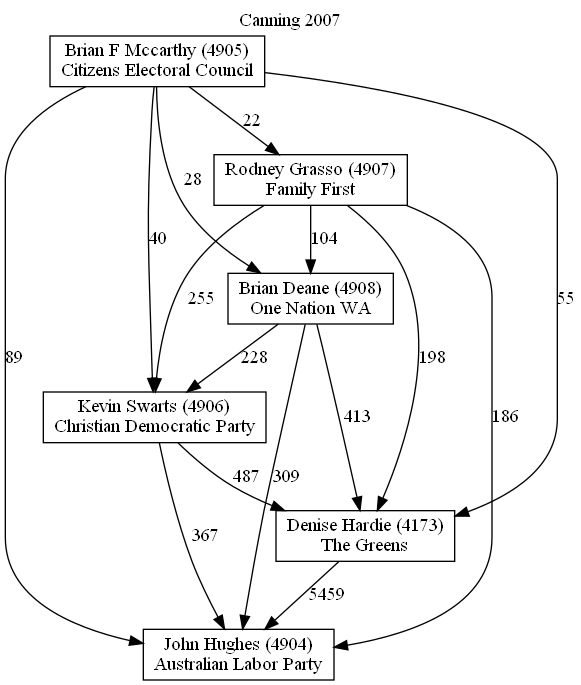 Canning 2007
Brian F Mccarthy (4905)
Citizens Electoral Council
22
Rodney Grasso (4907)
Family First
28
40
104
Brian Deane (4908)
One Nation WA
255
55
89
228
198
Kevin Swarts (4906)
Christian Democratic Party
413
186
487
309
Denise Hardie (4173)
The Greens
367
5459
John Hughes (4904)
Australian Labor Party